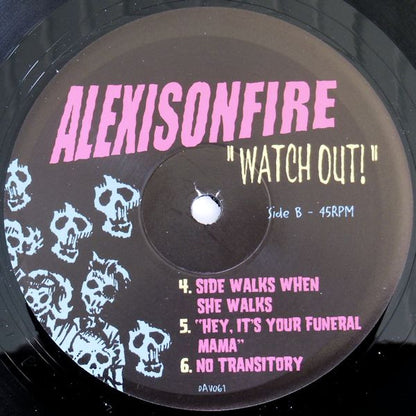 ALEXISONFIRE
"WATCH OUT!"
Side B - 45RPM
4. SIDE WALKS WHEN
SHE WALKS
5. "HEY, IT'S YOUR FUNERAL
MAMA"
6. NO TRANSITORY
DAV061